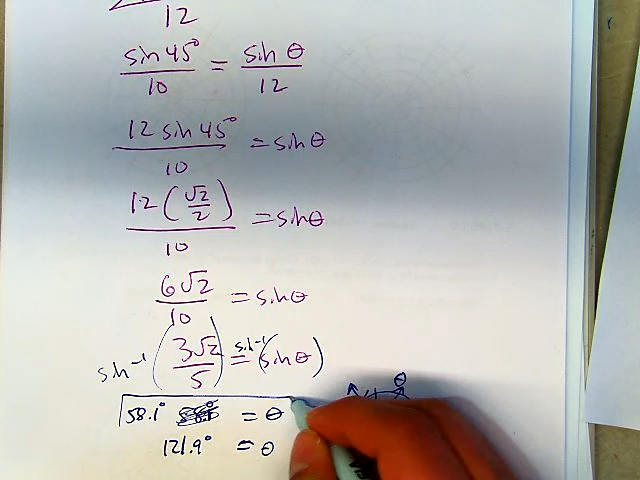 12
sin 45° / 10 = sin θ / 12
12 sin 45° / 10 = sin θ
12 (√2 / 2) / 10 = sin θ
6√2 / 10 = sin θ
sin⁻¹ (3√2 / 5) = sin⁻¹ (sin θ)
58.1° = θ
121.9° = θ
θ